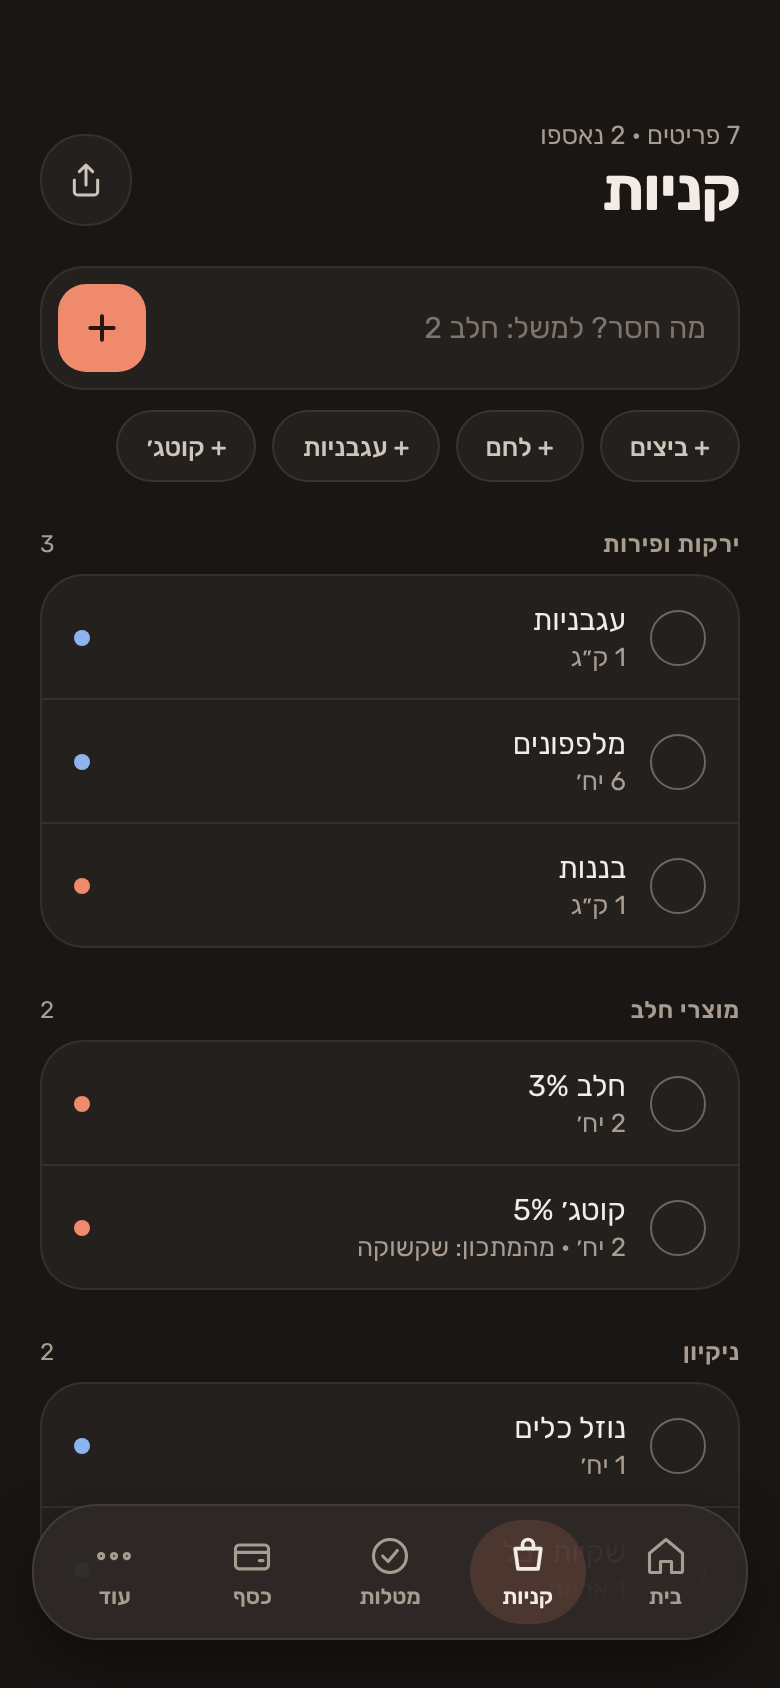 7 פריטים • 2 נאספו
קניות
מה חסר? למשל: חלב 2
+ ביצים
+ לחם
+ עגבניות
+ קוטג׳
ירקות ופירות
3
עגבניות
1 ק״ג
מלפפונים
6 יח׳
בננות
1 ק״ג
מוצרי חלב
2
חלב 3%
2 יח׳
קוטג׳ 5%
2 יח׳ • מהמתכון: שקשוקה
ניקיון
2
נוזל כלים
1 יח׳
בית
קניות
מטלות
כסף
עוד